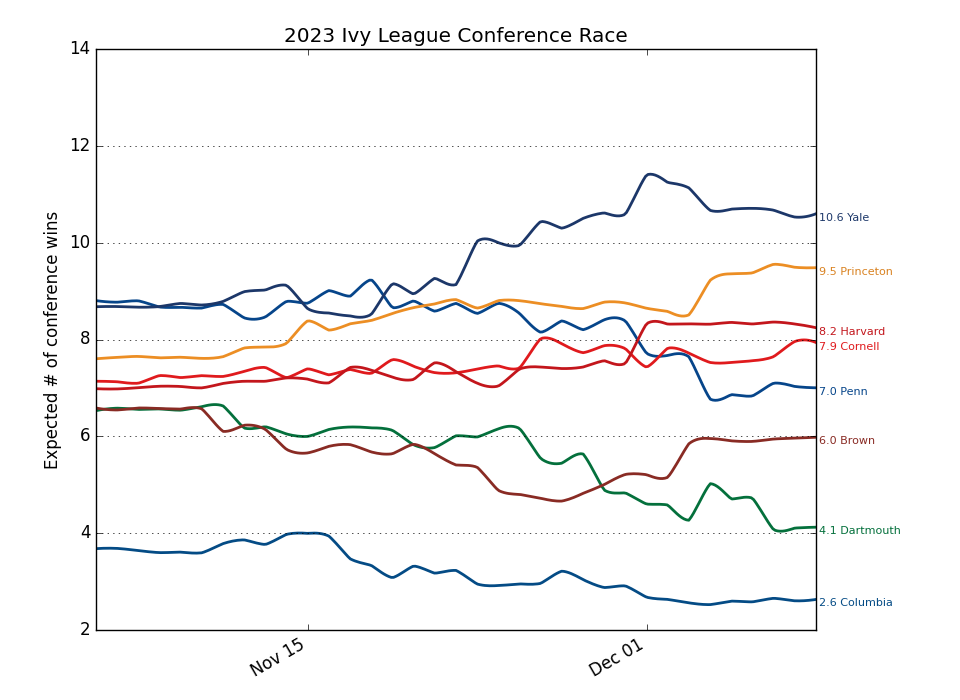 2023 Ivy League Conference Race
Expected # of conference wins
14
12
10
8
6
4
2
Nov 15
Dec 01
10.6 Yale
9.5 Princeton
8.2 Harvard
7.9 Cornell
7.0 Penn
6.0 Brown
4.1 Dartmouth
2.6 Columbia